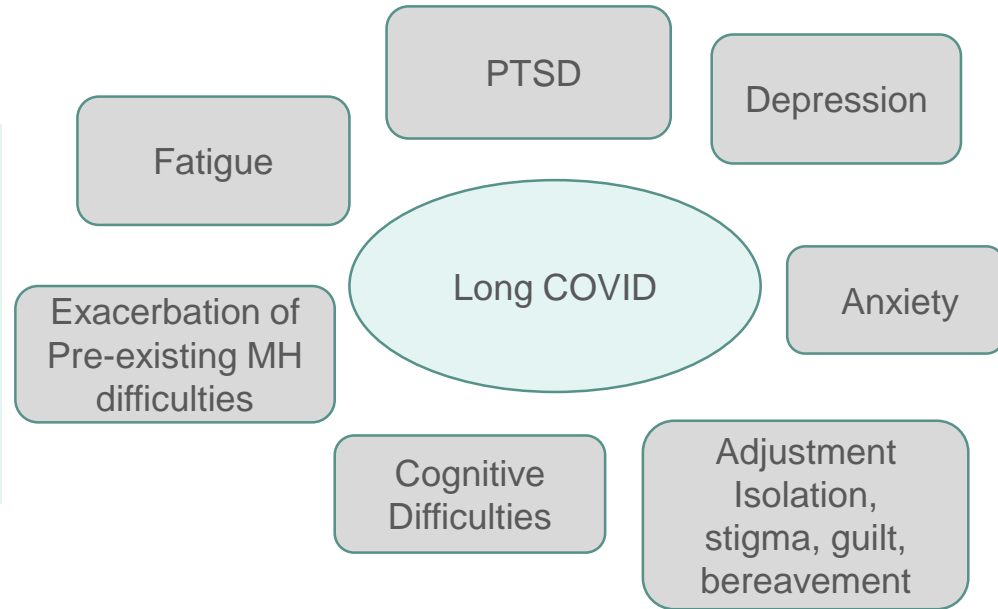 PTSD
Depression
Fatigue
Long COVID
Anxiety
Exacerbation of
Pre-existing MH
difficulties
Cognitive
Difficulties
Adjustment
Isolation,
stigma, guilt,
bereavement